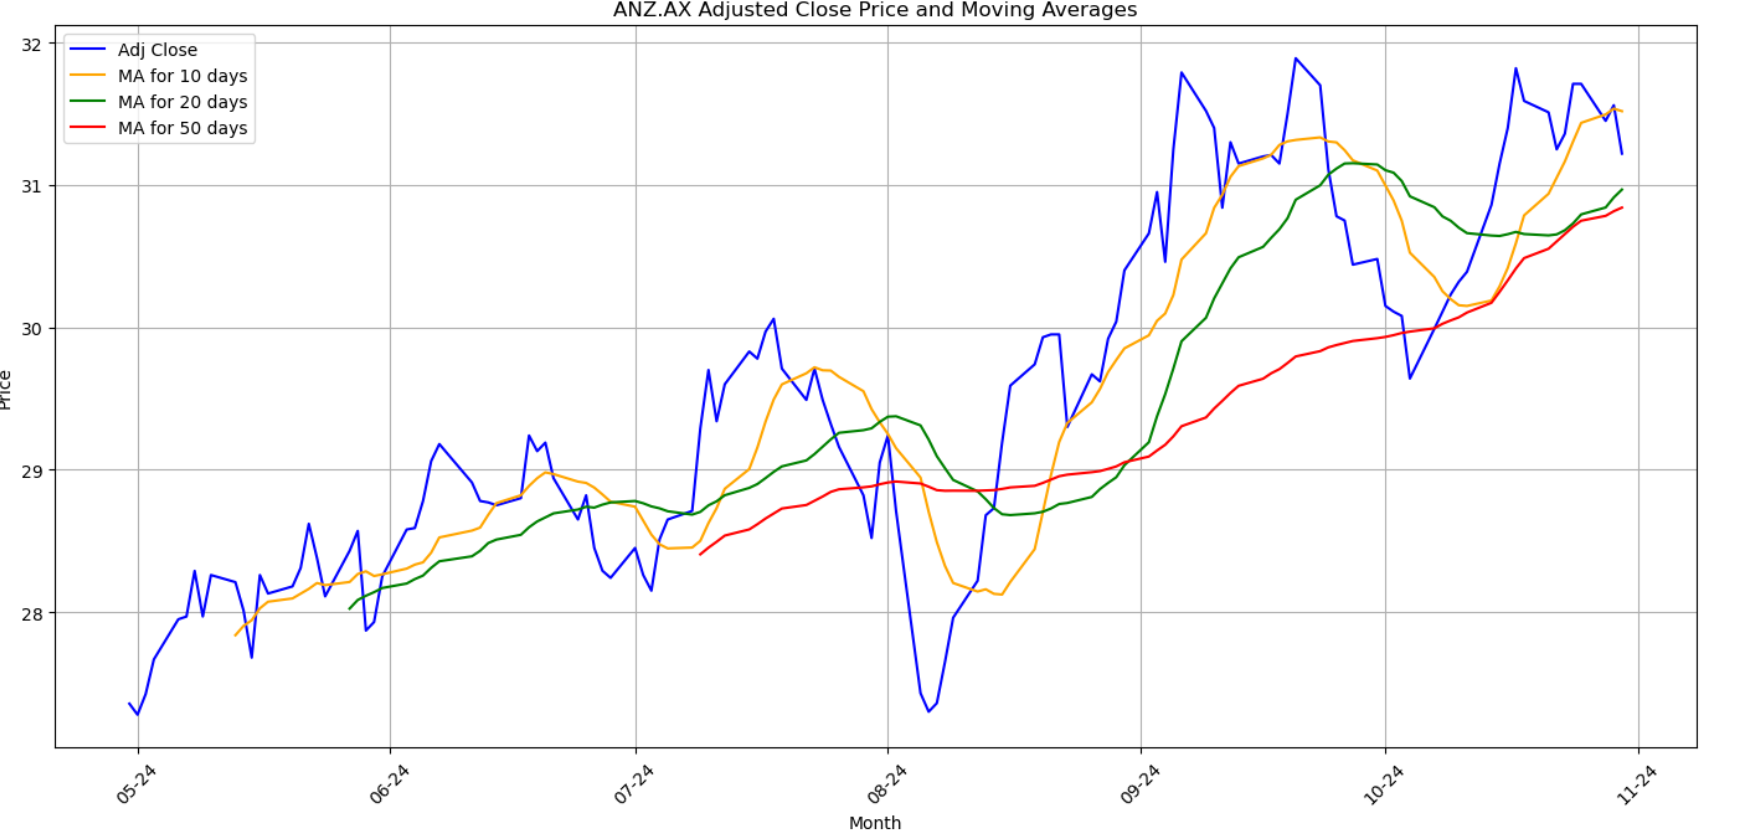 ANZ.AX Adjusted Close Price and Moving Averages
Adj Close
MA for 10 days
MA for 20 days
MA for 50 days
32
31
30
29
28
Price
05-24
06-24
07-24
08-24
09-24
10-24
11-24
Month